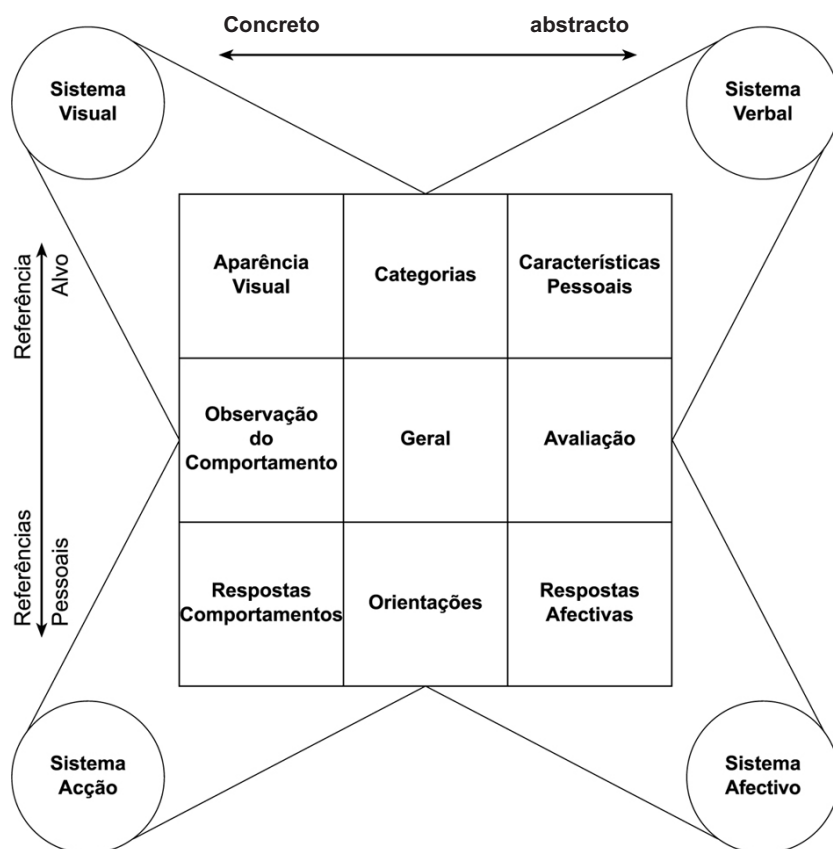 Concreto
abstracto
Sistema
Visual
Sistema
Verbal
Referência
Alvo
Aparência
Visual
Categorias
Características
Pessoais
Observação
do
Comportamento
Geral
Avaliação
Referências
Pessoais
Respostas
Comportamentos
Orientações
Respostas
Afectivas
Sistema
Acção
Sistema
Afectivo